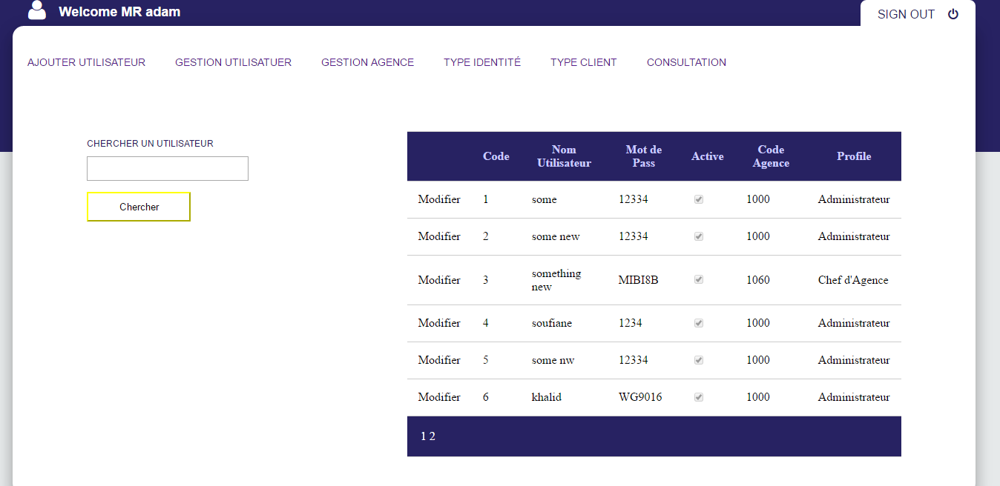 Welcome MR adam
SIGN OUT
AJOUTER UTILISATEUR GESTION UTILISATUER GESTION AGENCE TYPE IDENTITÉ TYPE CLIENT CONSULTATION
CHERCHER UN UTILISATEUR
Chercher
Code Nom Utilisateur Mot de Pass Active Code Agence Profile
Modifier 1 some 12334 1000 Administrateur
Modifier 2 some new 12334 1000 Administrateur
Modifier 3 something new MIBI8B 1060 Chef d'Agence
Modifier 4 soufiane 1234 1000 Administrateur
Modifier 5 some nw 12334 1000 Administrateur
Modifier 6 khalid WG9016 1000 Administrateur
1 2